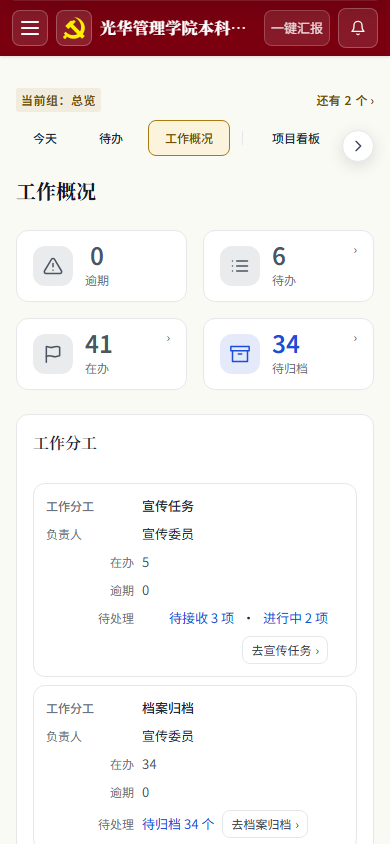 光华管理学院本科…
一键汇报
当前组：总览
还有 2 个 ›
今天
待办
工作概况
项目看板
工作概况
0
逾期
6
待办
41
在办
34
待归档
工作分工
工作分工 宣传任务
负责人 宣传委员
在办 5
逾期 0
待处理 待接收 3 项 · 进行中 2 项
去宣传任务 ›
工作分工 档案归档
负责人 宣传委员
在办 34
逾期 0
待处理 待归档 34 个 去档案归档 ›